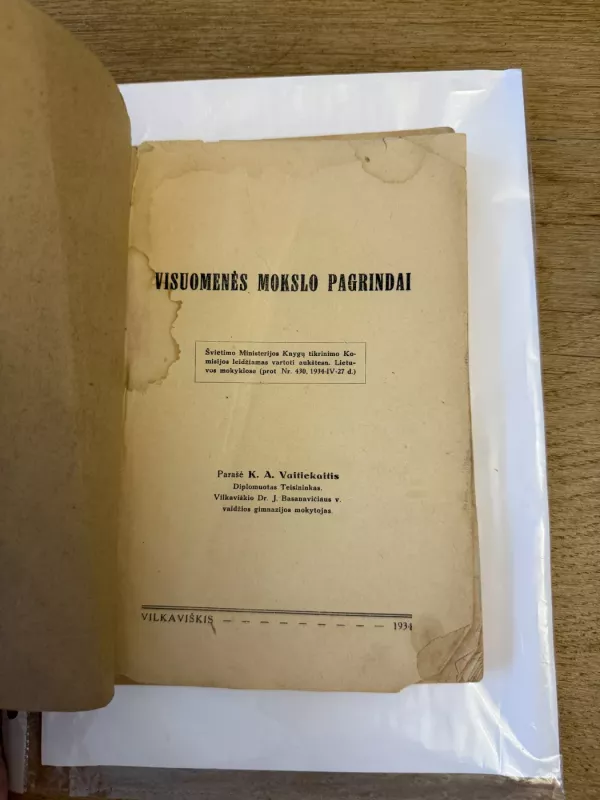 VISUOMENĖS MOKSLO PAGRINDAI
Švietimo Ministerijos Knygų tikrinimo Ko-
misijos leidžiamas vartoti aukštesn. Lietu-
vos mokyklose (prot Nr. 430, 1934-IV-27 d.)
Parašė K. A. Vaitiekaitis
Diplomuotas Teisininkas.
Vilkaviškio Dr. J. Basanavičiaus v.
valdžios gimnazijos mokytojas.
VILKAVIŠKIS — — — — — — — — — 1934